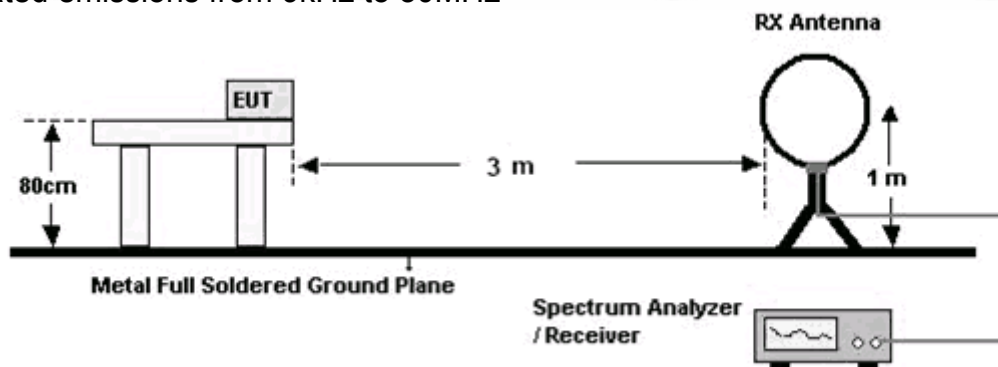 emissions from 9kHz to 30MHz
RX Antenna
EUT
3 m
80cm
1 m
Metal Full Soldered Ground Plane
Spectrum Analyzer
/ Receiver